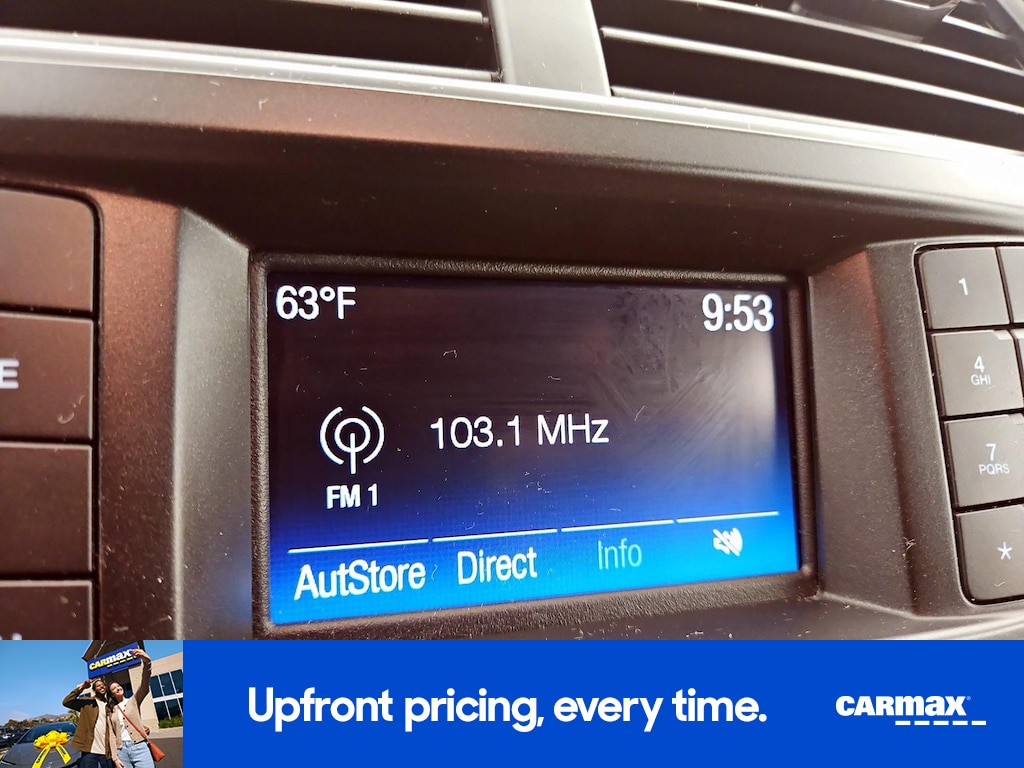 63°F
9:53
103.1 MHz
FM 1
AutStore
Direct
Info
E
1
4
GHI
7
PQRS
*
CARMAX
Upfront pricing, every time.
CARMAX